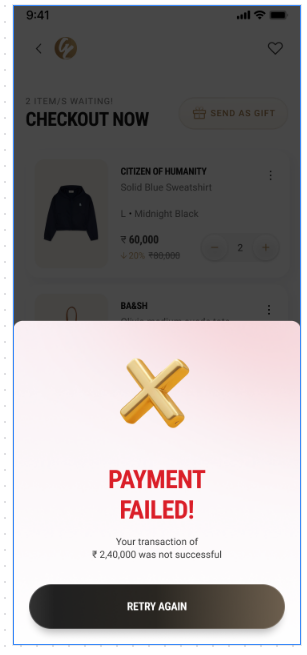 9:41
2 ITEM/S WAITING!
CHECKOUT NOW
SEND AS GIFT
CITIZEN OF HUMANITY
Solid Blue Sweatshirt
L • Midnight Black
₹ 60,000
2
20% ₹80,000
BA&SH
PAYMENT
FAILED!
Your transaction of
₹ 2,40,000 was not successful
RETRY AGAIN